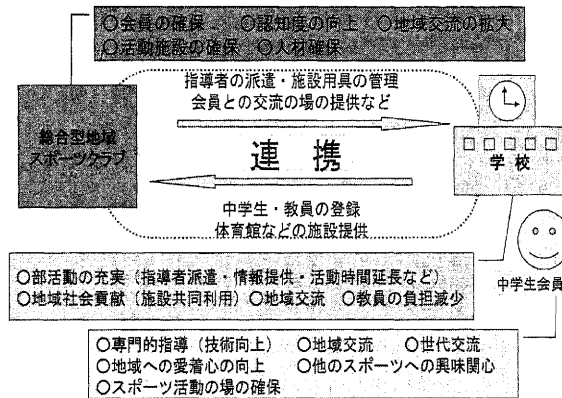 ○会員の確保 ○認知度の向上 ○地域交流の拡大
○活動施設の確保 ○人材確保
指導者の派遣・施設用具の管理
会員との交流の場の提供など
総合型地域
スポーツクラブ
連携
学校
中学生・教員の登録
体育館などの施設提供
○部活動の充実（指導者派遣・情報提供・活動時間延長など）
○地域社会貢献（施設共同利用）○地域交流 ○教員の負担減少
中学生会員
○専門的指導（技術向上） ○地域交流 ○世代交流
○地域への愛着心の向上 ○他のスポーツへの興味関心
○スポーツ活動の場の確保